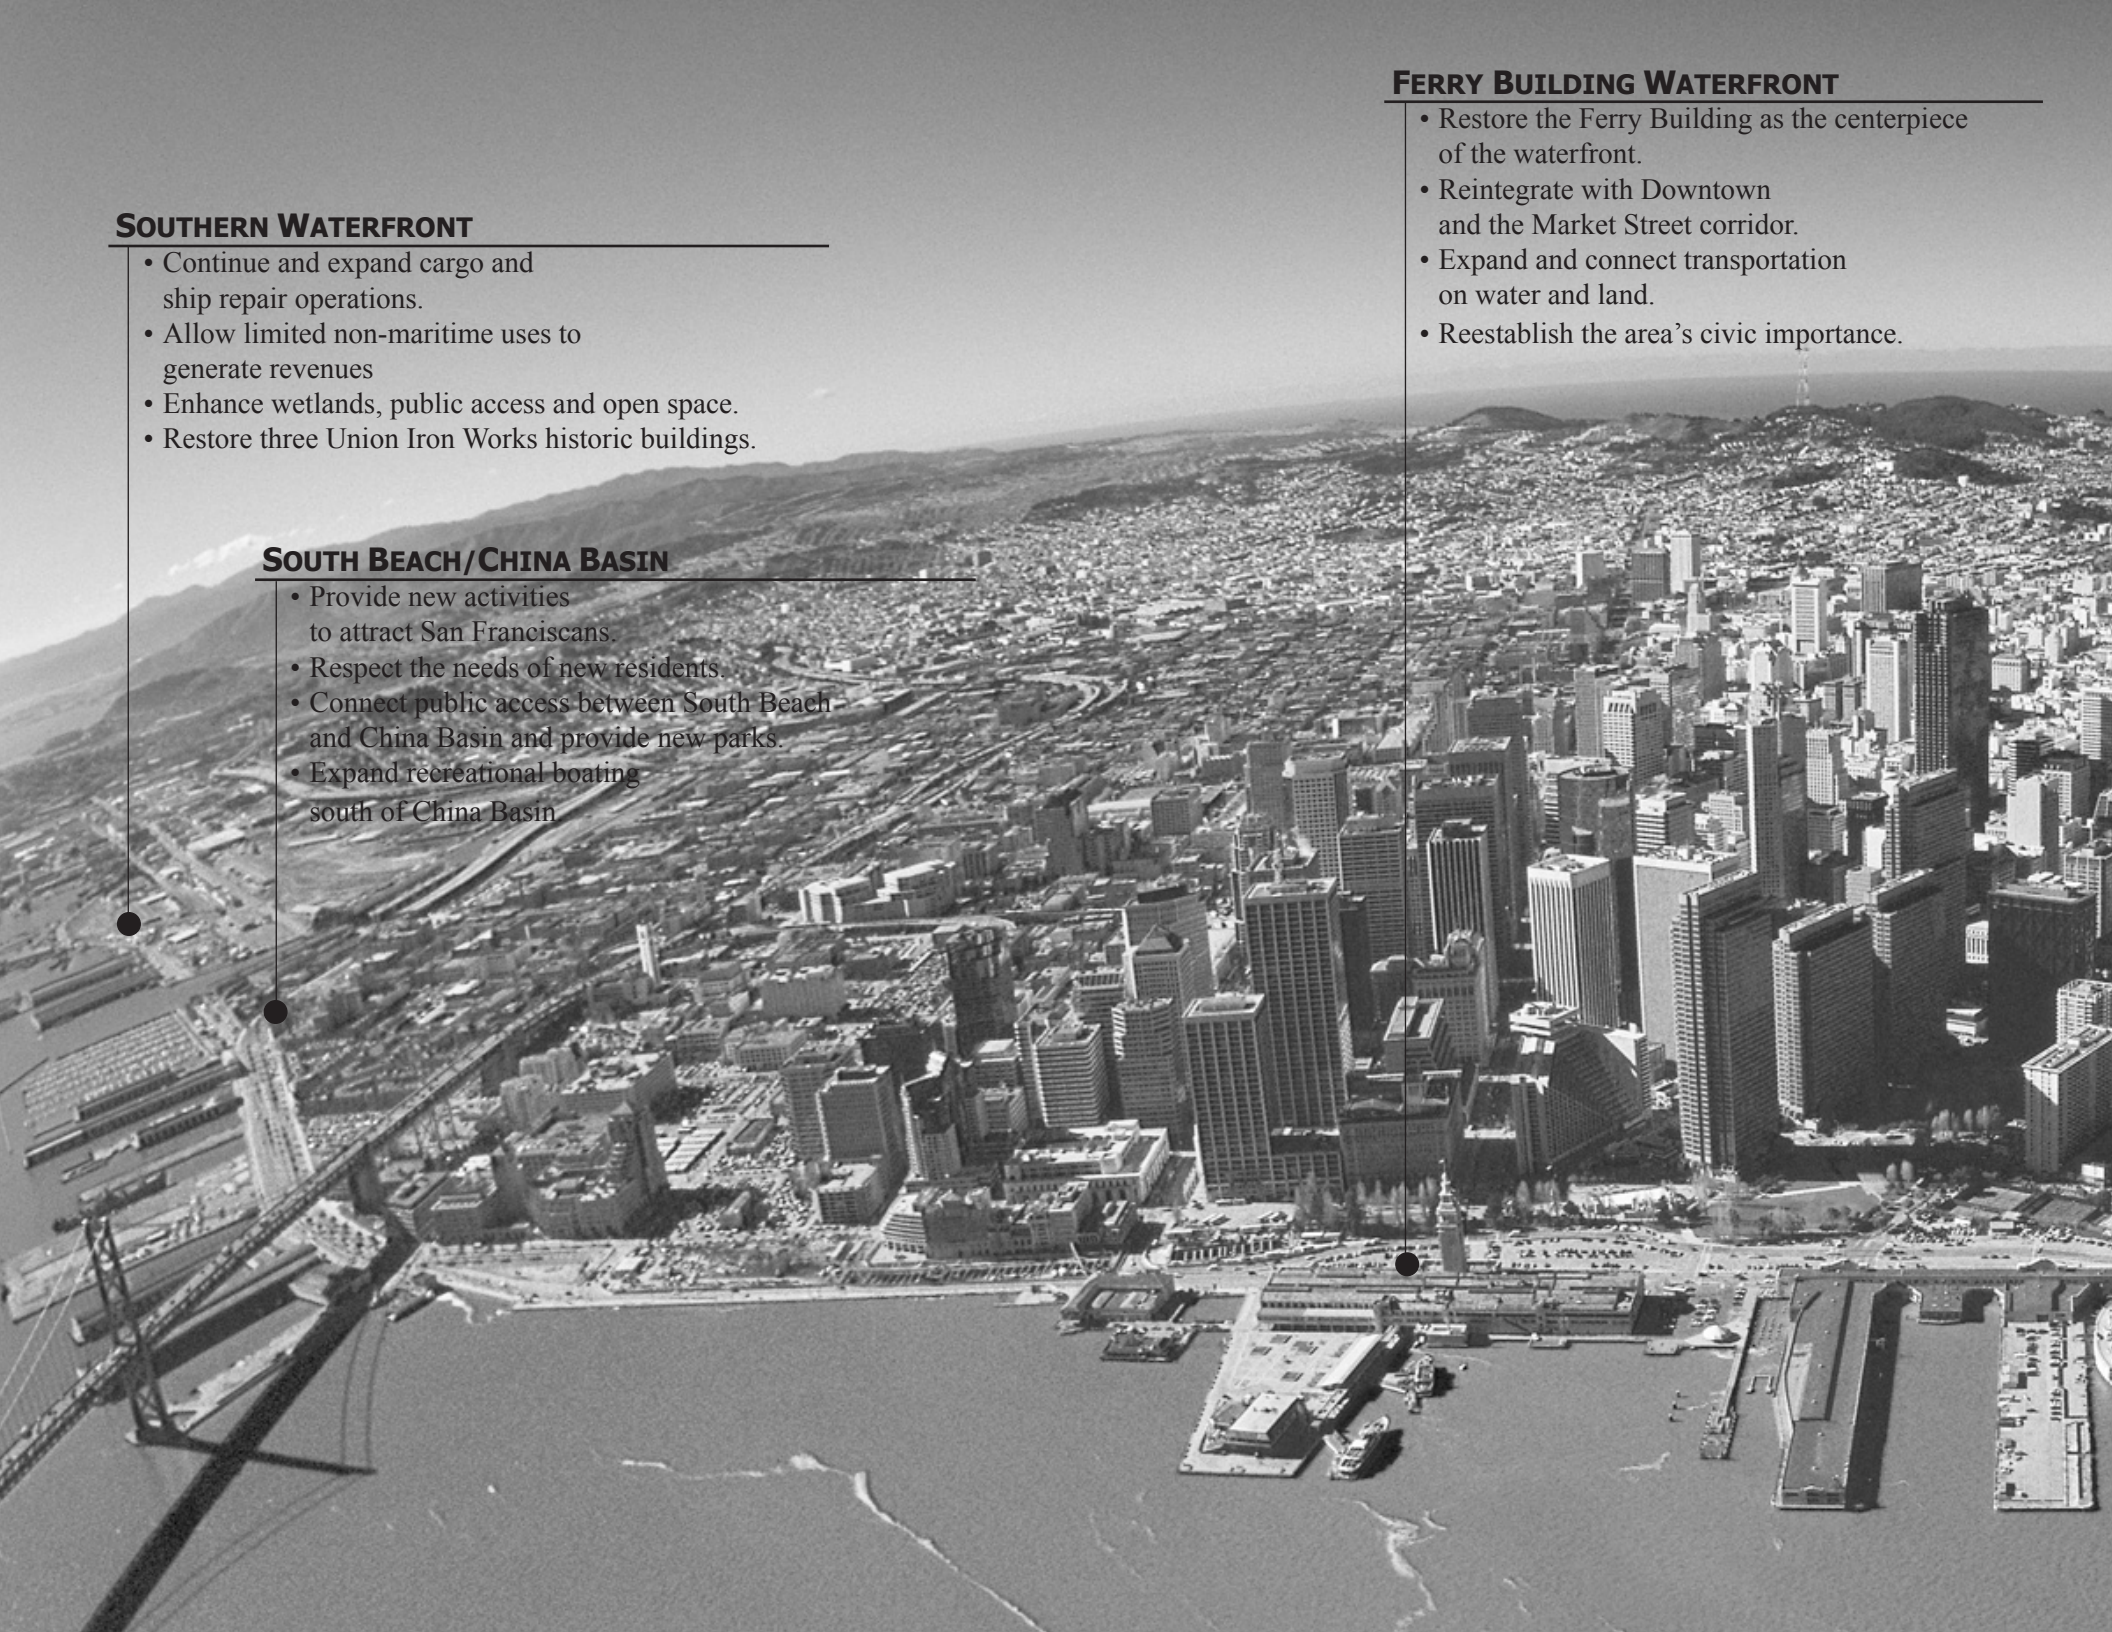 SOUTHERN WATERFRONT
• Continue and expand cargo and
ship repair operations.
• Allow limited non-maritime uses to
generate revenues
• Enhance wetlands, public access and open space.
• Restore three Union Iron Works historic buildings.
SOUTH BEACH/CHINA BASIN
• Provide new activities
to attract San Franciscans.
• Respect the needs of new residents.
• Connect public access between South Beach
and China Basin and provide new parks.
• Expand recreational boating
south of China Basin.
FERRY BUILDING WATERFRONT
• Restore the Ferry Building as the centerpiece
of the waterfront.
• Reintegrate with Downtown
and the Market Street corridor.
• Expand and connect transportation
on water and land.
• Reestablish the area’s civic importance.